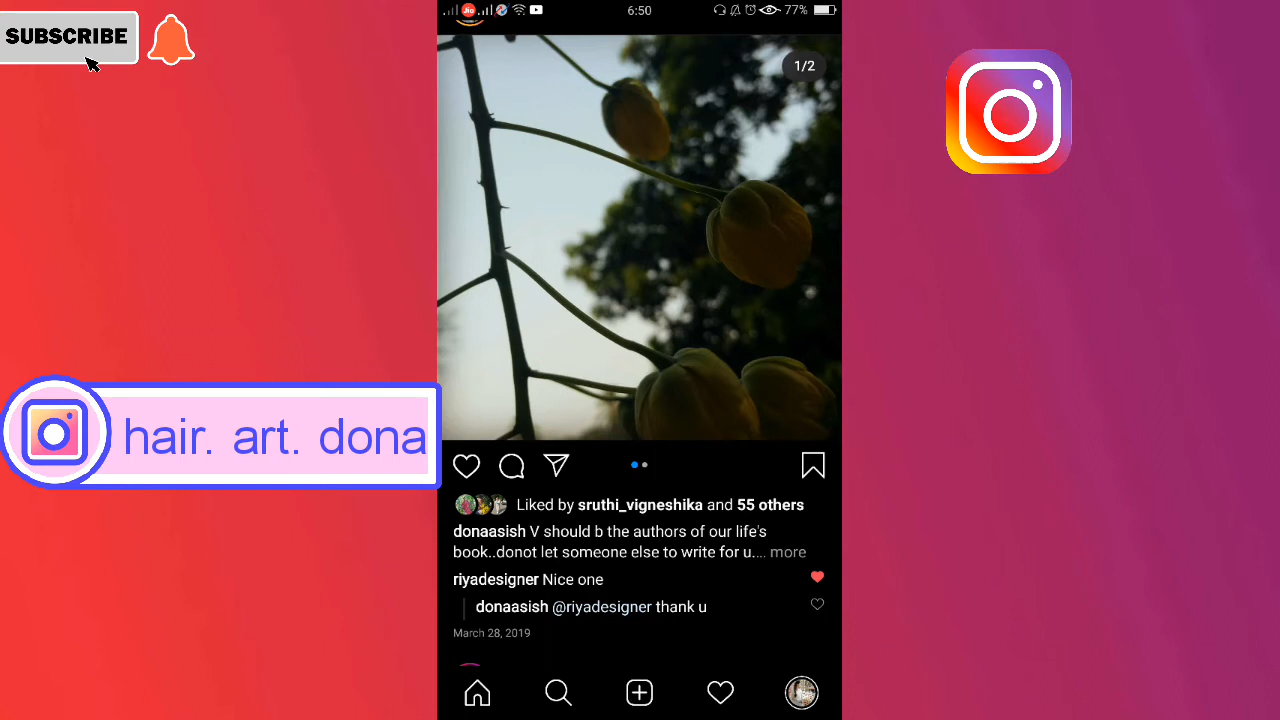 SUBSCRIBE
6:50
77%
1/2
hair. art. dona
Liked by sruthi_vigneshika and 55 others
donaasish V should b the authors of our life's
book..donot let someone else to write for u.... more
riyadesigner Nice one
donaasish @riyadesigner thank u
March 28, 2019